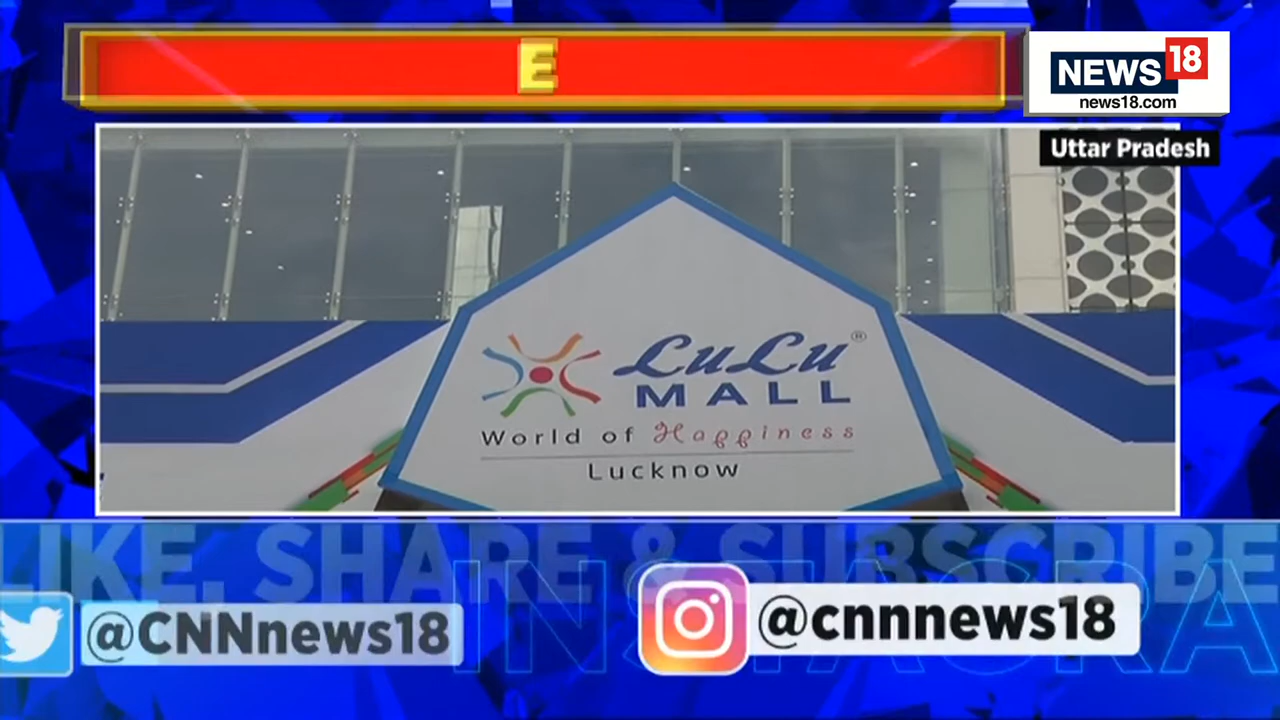 E
NEWS18
news18.com
Uttar Pradesh
LuLu®
MALL
World of Happiness
Lucknow
LIKE, SHARE & SUBSCRIBE
@CNNnews18
@cnnnews18